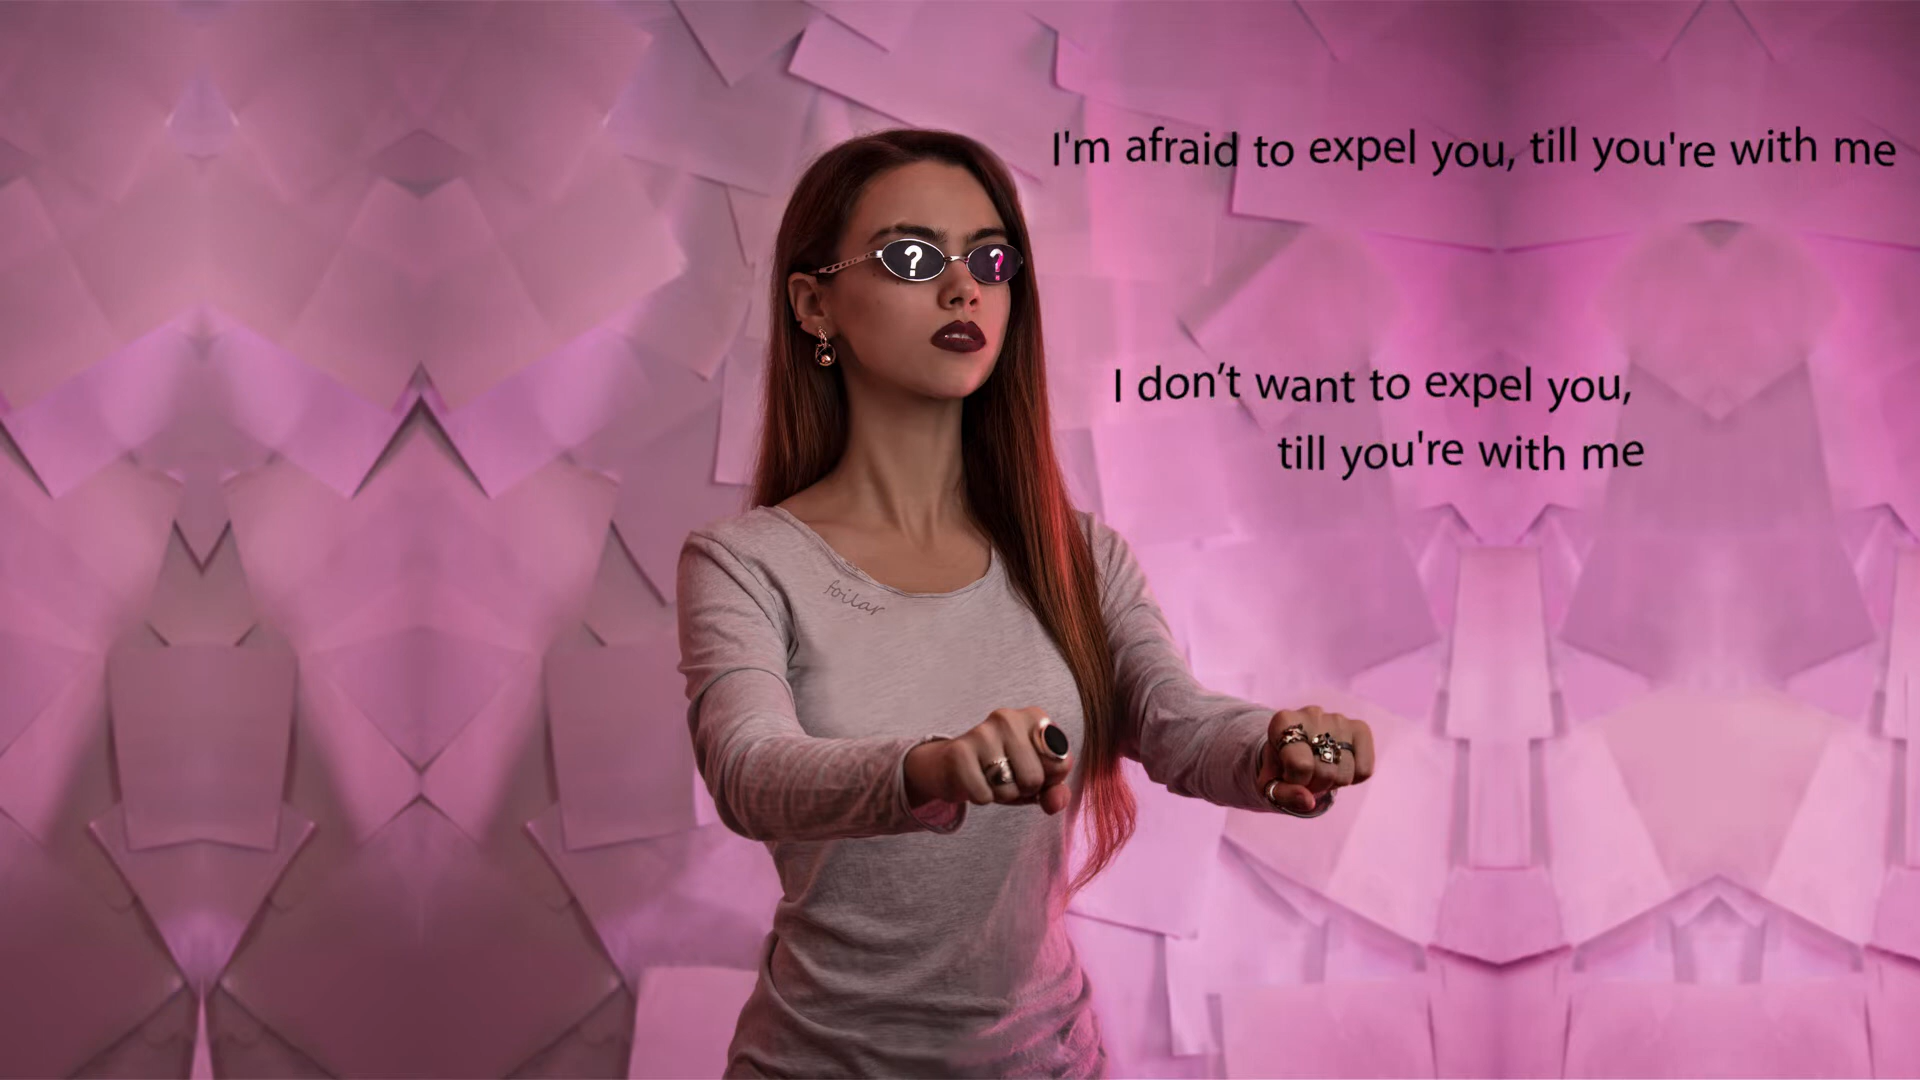 I'm afraid to expel you, till you're with me
? ?
I don’t want to expel you,
till you're with me
foilar